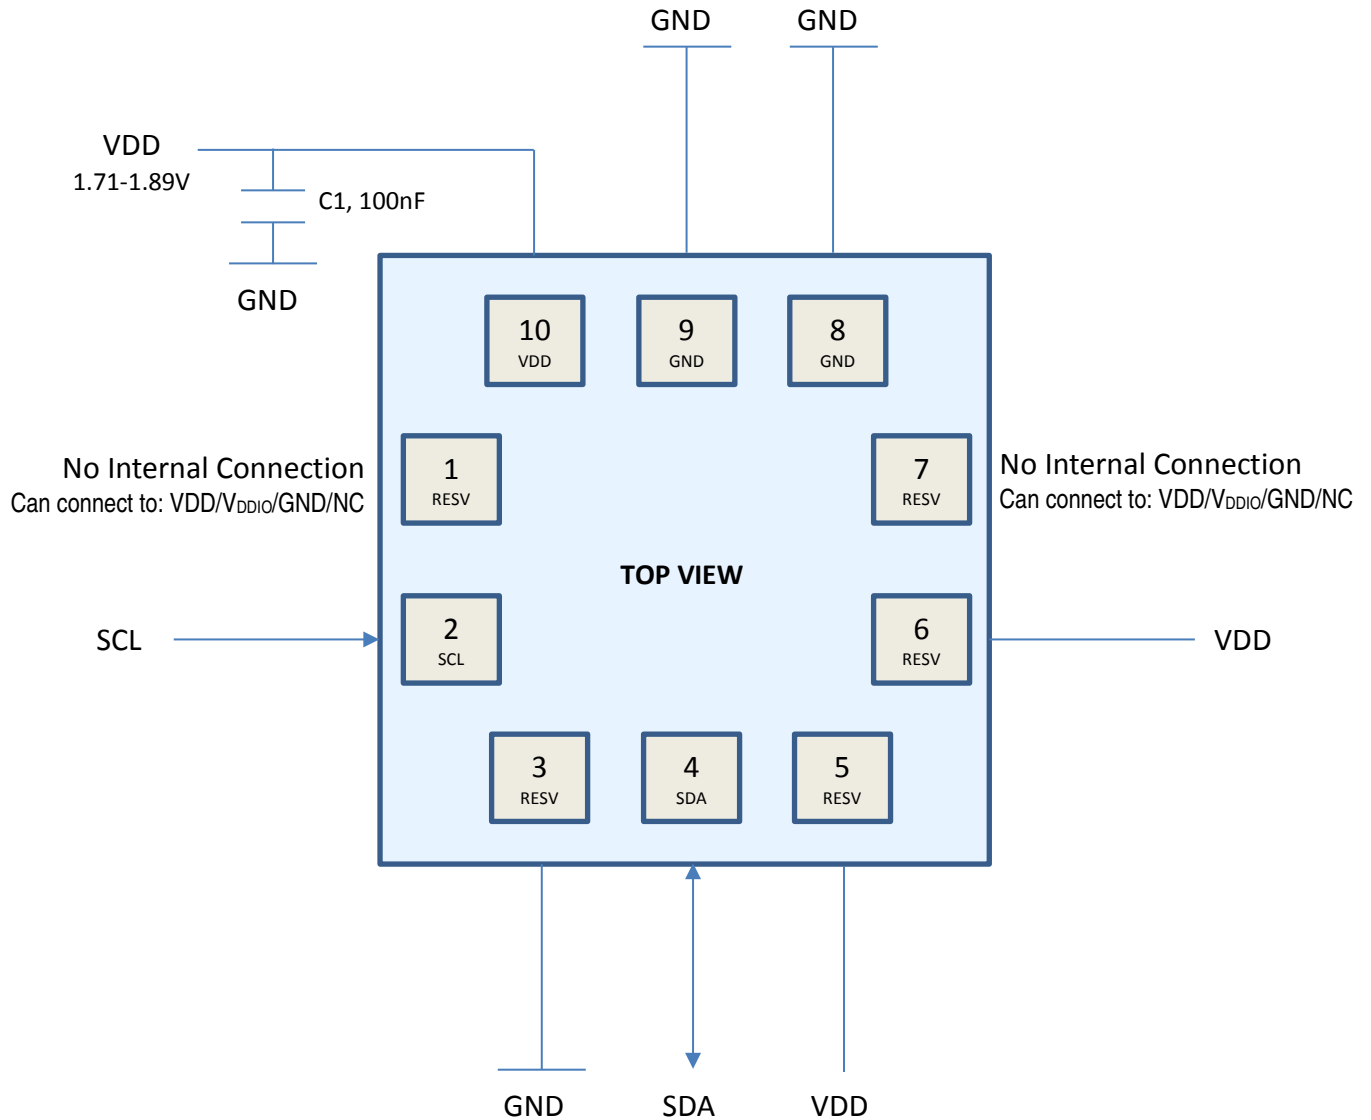 GND
GND
VDD
1.71-1.89V
C1, 100nF
GND
10
VDD
9
GND
8
GND
No Internal Connection
Can connect to: VDD/VDDIO/GND/NC
1
RESV
7
RESV
No Internal Connection
Can connect to: VDD/VDDIO/GND/NC
TOP VIEW
SCL
2
SCL
6
RESV
VDD
3
RESV
4
SDA
5
RESV
GND
SDA
VDD